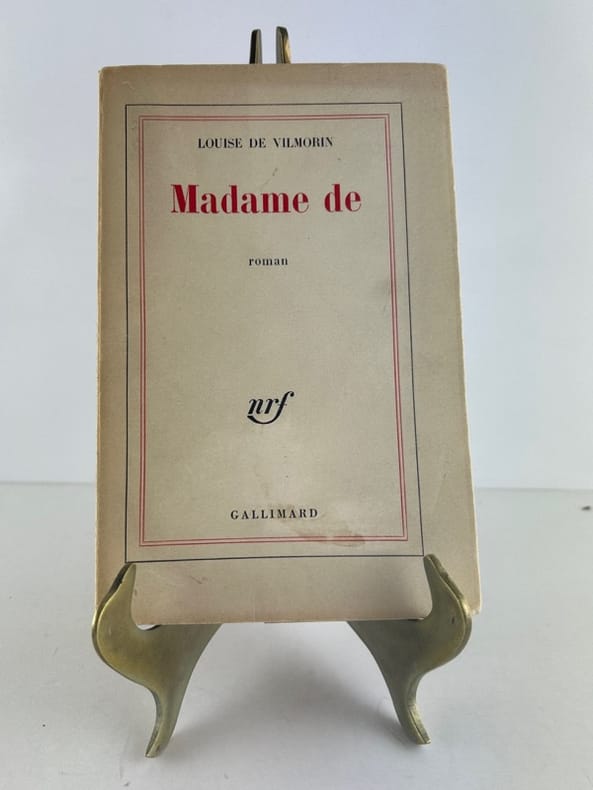 LOUISE DE VILMORIN
Madame de
roman
nrf
GALLIMARD